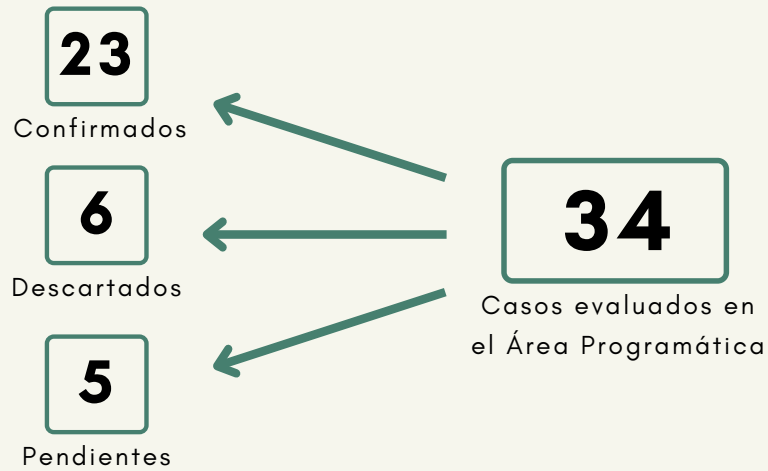 23
Confirmados
6
Descartados
5
Pendientes
34
Casos evaluados en
el Área Programática